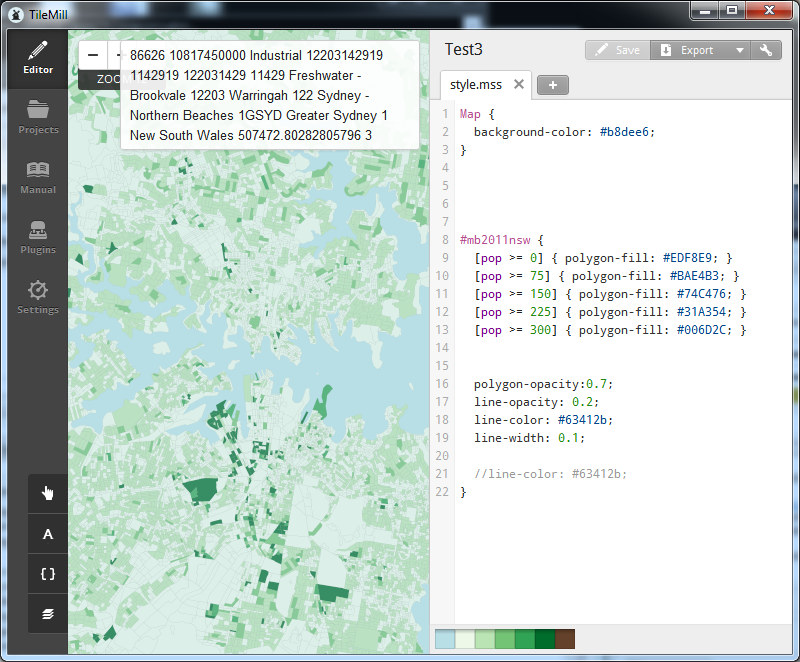 TileMill
Editor
Projects
Manual
Plugins
Settings
A
{ }
ZOO
86626 10817450000 Industrial 12203142919
1142919 122031429 11429 Freshwater -
Brookvale 12203 Warringah 122 Sydney -
Northern Beaches 1GSYD Greater Sydney 1
New South Wales 507472.80282805796 3
Test3
Save
Export
style.mss
1 Map {
2 background-color: #b8dee6;
3 }
4
5
6
7
8 #mb2011nsw {
9 [pop >= 0] { polygon-fill: #EDF8E9; }
10 [pop >= 75] { polygon-fill: #BAE4B3; }
11 [pop >= 150] { polygon-fill: #74C476; }
12 [pop >= 225] { polygon-fill: #31A354; }
13 [pop >= 300] { polygon-fill: #006D2C; }
14
15
16 polygon-opacity:0.7;
17 line-opacity: 0.2;
18 line-color: #63412b;
19 line-width: 0.1;
20
21 //line-color: #63412b;
22 }